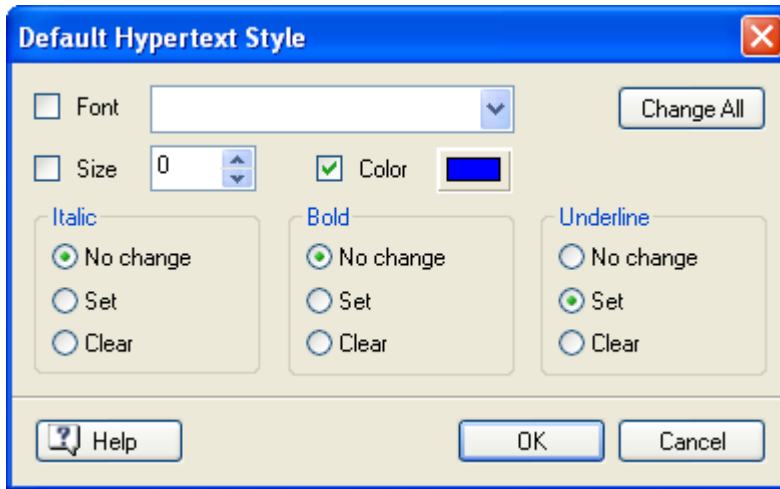 Default Hypertext Style
Font Change All
Size 0 Color
Italic Bold Underline
No change No change No change
Set Set Set
Clear Clear Clear
Help OK Cancel